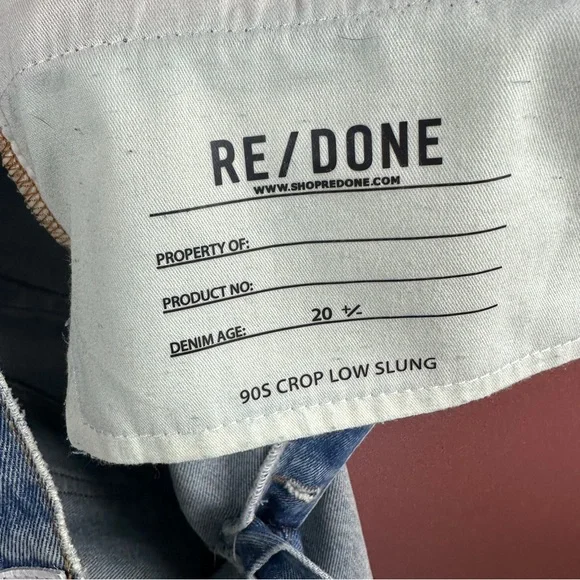 RE/DONE
WWW.SHOPREDONE.COM
PROPERTY OF:
PRODUCT NO:
DENIM AGE: 20 +/-
90S CROP LOW SLUNG